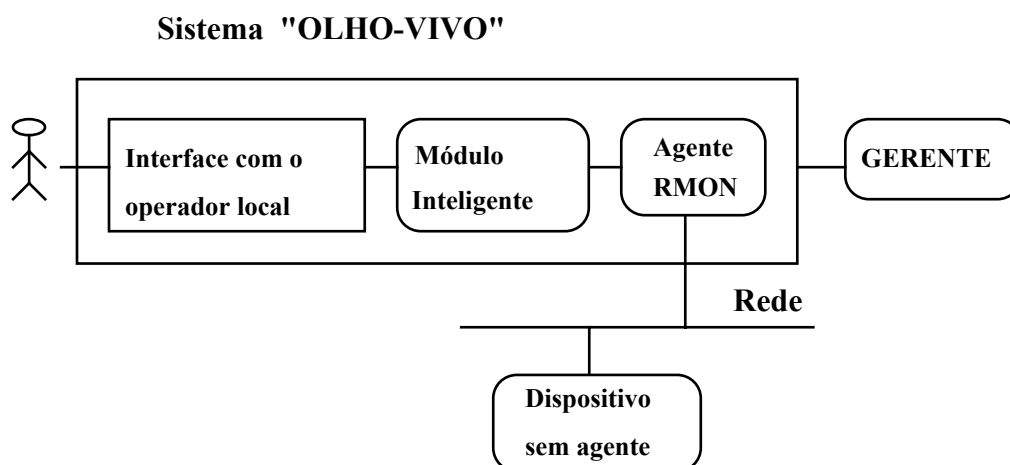 Sistema "OLHO-VIVO"
Interface com o
operador local
Módulo
Inteligente
Agente
RMON
GERENTE
Rede
Dispositivo
sem agente